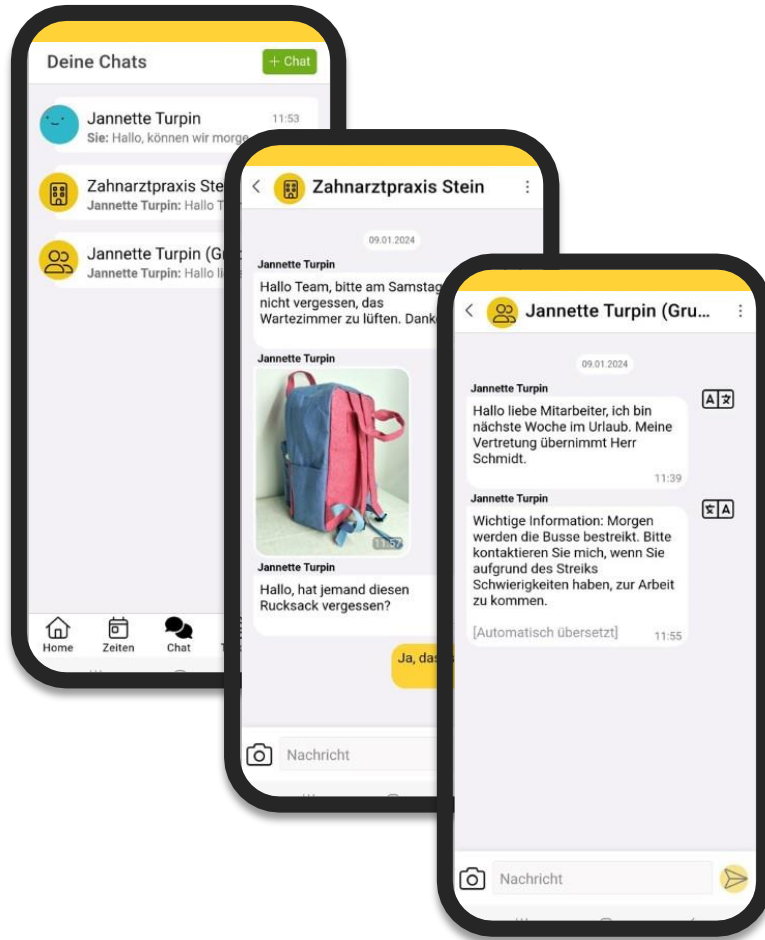 Deine Chats
+ Chat
Jannette Turpin
11:53
Sie: Hallo, können wir morge
Zahnarztpraxis Ste
Jannette Turpin: Hallo T
Jannette Turpin (Gru
Jannette Turpin: Hallo lie
Home
Zeiten
Chat
Zahnarztpraxis Stein
09.01.2024
Jannette Turpin
Hallo Team, bitte am Samstag
nicht vergessen, das
Wartezimmer zu lüften. Danke
Jannette Turpin
11:57
Jannette Turpin
Hallo, hat jemand diesen
Rucksack vergessen?
Ja, das
Nachricht
Jannette Turpin (Gru...
09.01.2024
Jannette Turpin
Hallo liebe Mitarbeiter, ich bin
nächste Woche im Urlaub. Meine
Vertretung übernimmt Herr
Schmidt.
11:39
Jannette Turpin
Wichtige Information: Morgen
werden die Busse bestreikt. Bitte
kontaktieren Sie mich, wenn Sie
aufgrund des Streiks
Schwierigkeiten haben, zur Arbeit
zu kommen.
[Automatisch übersetzt]
11:55
Nachricht